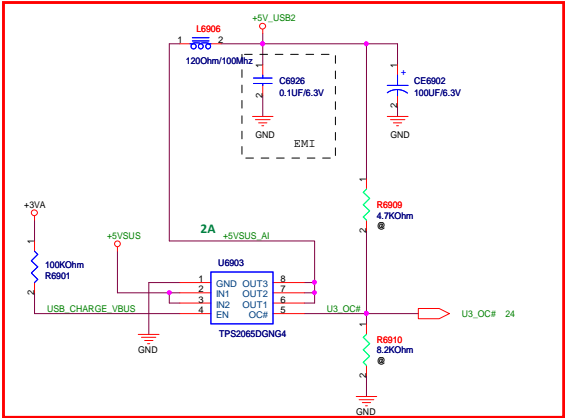 +5V_USB2
L6906
1 2
120Ohm/100Mhz
1
C6926
0.1UF/6.3V
2
GND
EMI
1
+
CE6902
100UF/6.3V
2
GND
+3VA
+5VSUS
2A
+5VSUS_AI
1
R6909
4.7KOhm
@
2
1
100KOhm
R6901
2
U6903
1 GND OUT3 8
2 IN1 OUT2 7
3 IN2 OUT1 6
4 EN OC# 5
USB_CHARGE_VBUS
U3_OC#
U3_OC# 24
TPS2065DGNG4
GND
1
R6910
8.2KOhm
@
2
GND